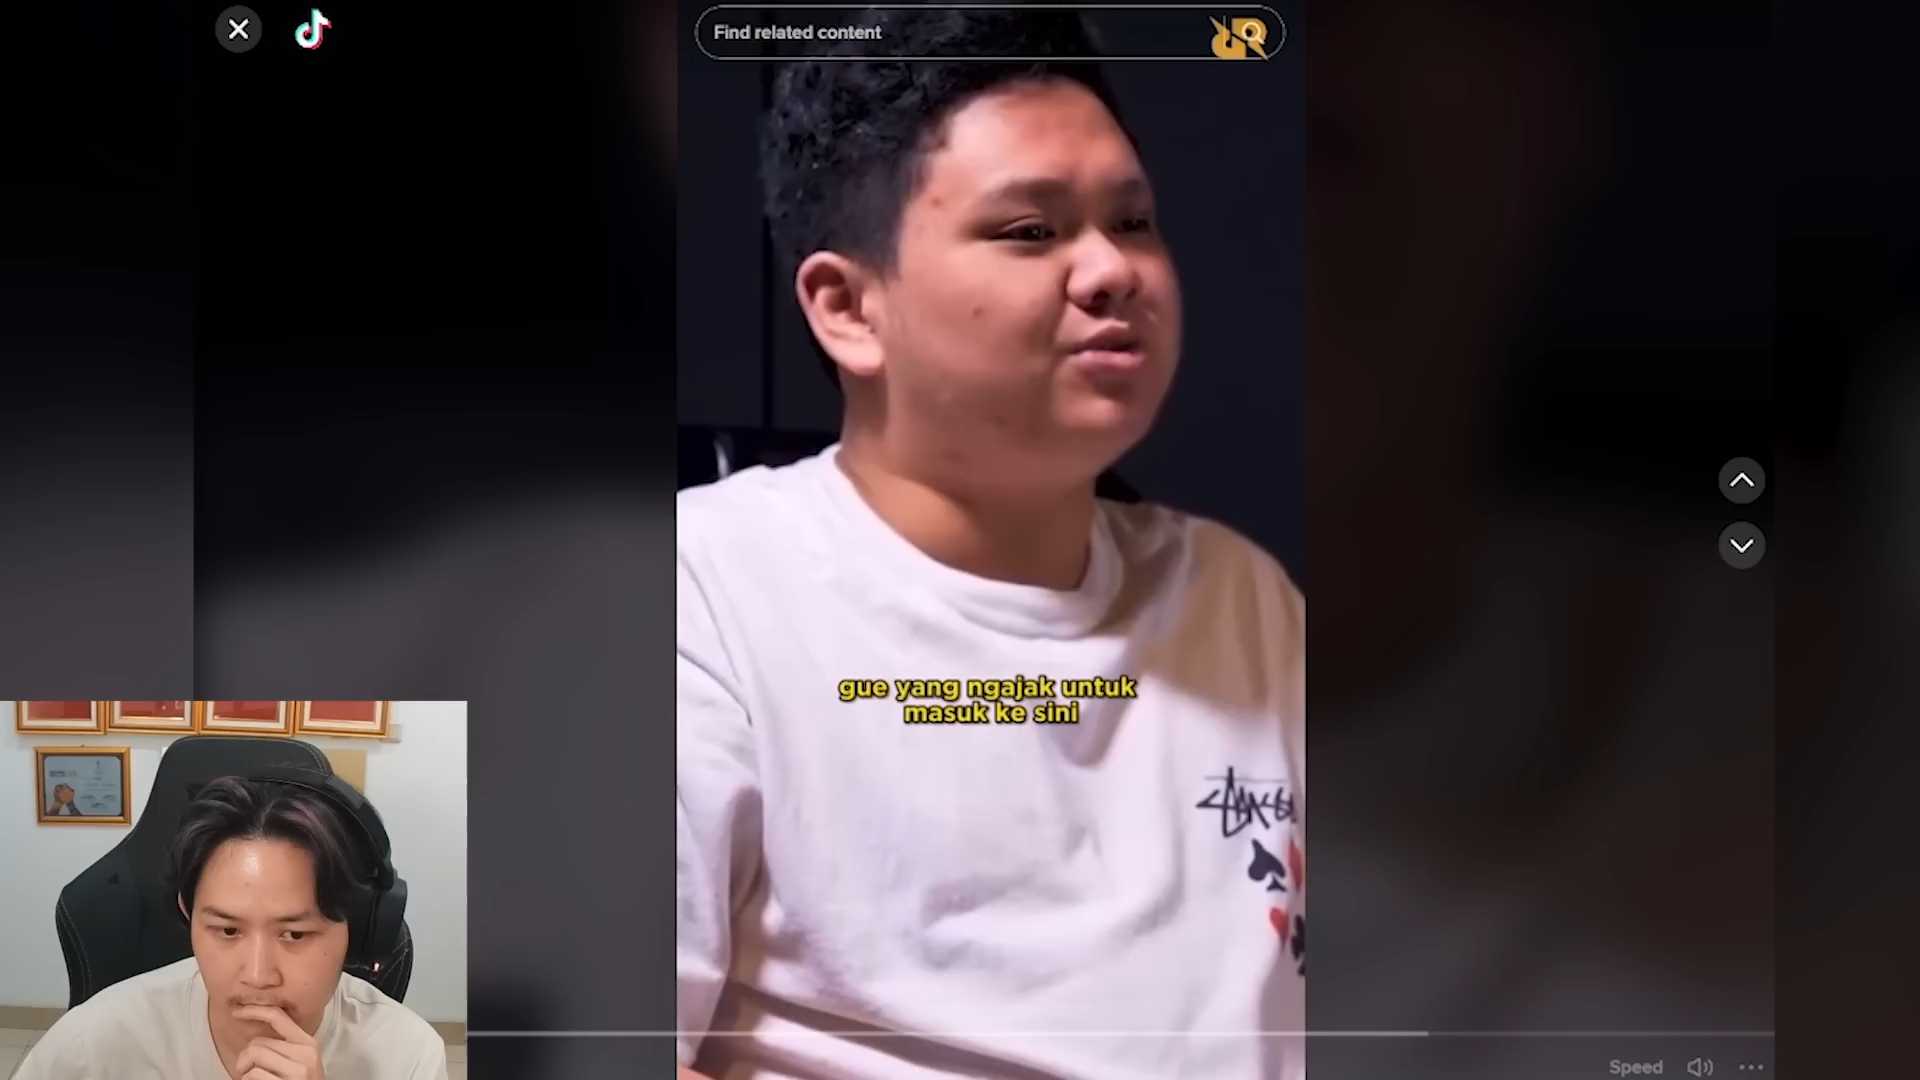 Find related content
gue yang ngajak untuk
masuk ke sini
Speed